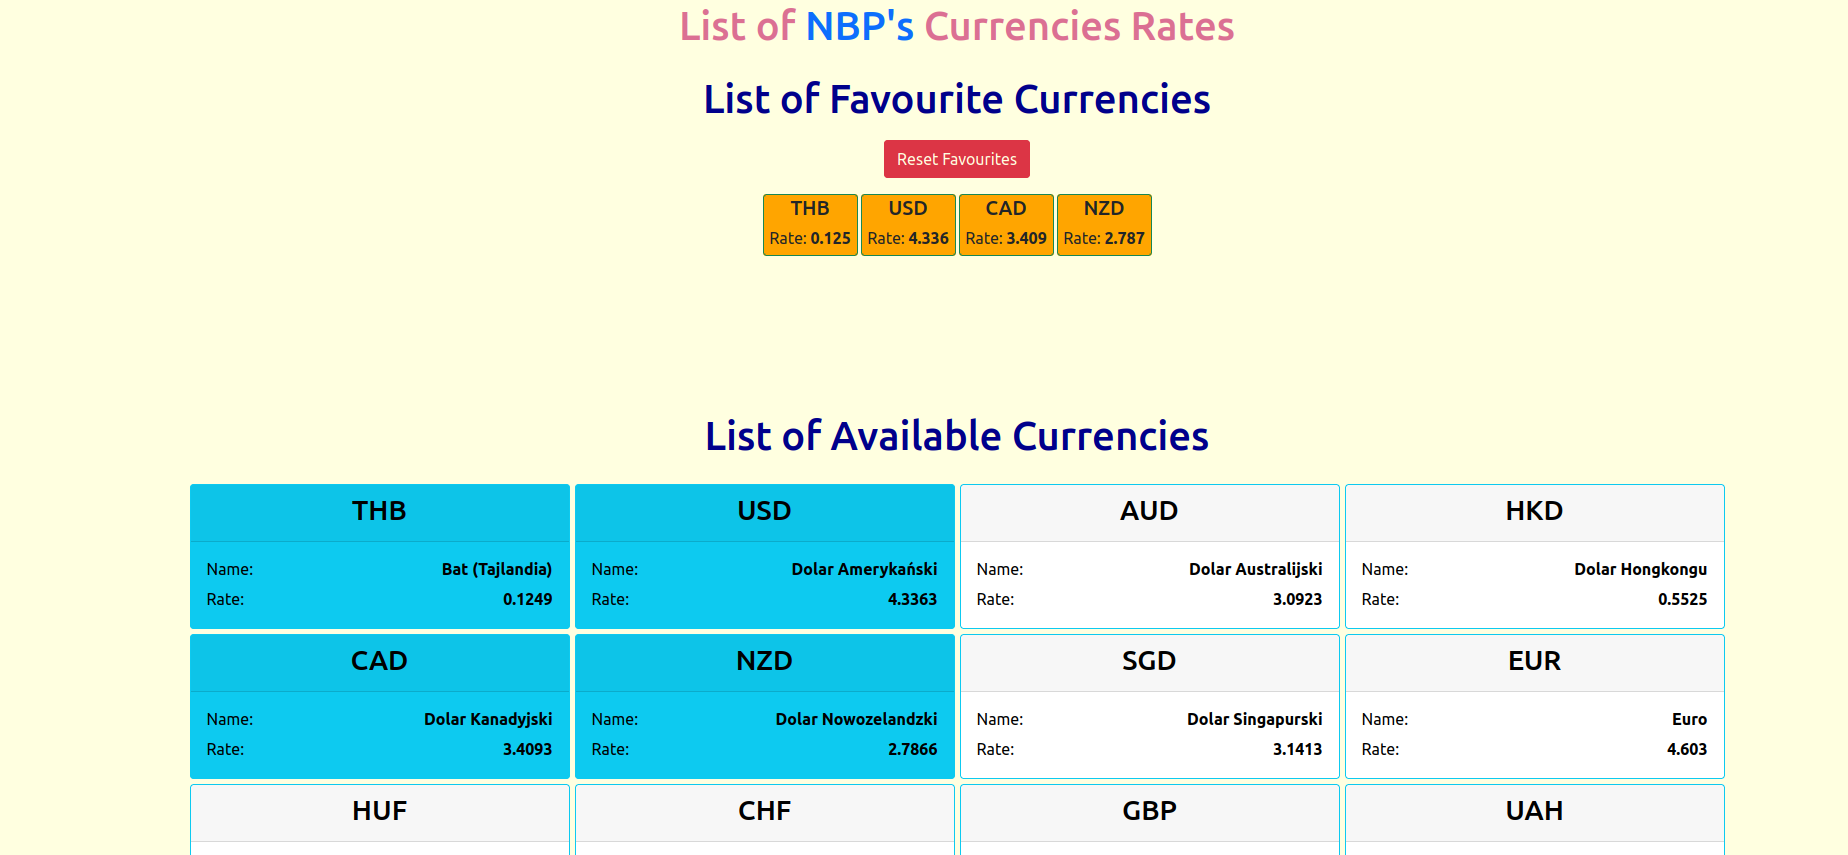 List of NBP's Currencies Rates
List of Favourite Currencies
Reset Favourites
THB USD CAD NZD
Rate: 0.125 Rate: 4.336 Rate: 3.409 Rate: 2.787
List of Available Currencies
THB USD AUD HKD
Name: Bat (Tajlandia) Name: Dolar Amerykański Name: Dolar Australijski Name: Dolar Hongkongu
Rate: 0.1249 Rate: 4.3363 Rate: 3.0923 Rate: 0.5525
CAD NZD SGD EUR
Name: Dolar Kanadyjski Name: Dolar Nowozelandzki Name: Dolar Singapurski Name: Euro
Rate: 3.4093 Rate: 2.7866 Rate: 3.1413 Rate: 4.603
HUF CHF GBP UAH